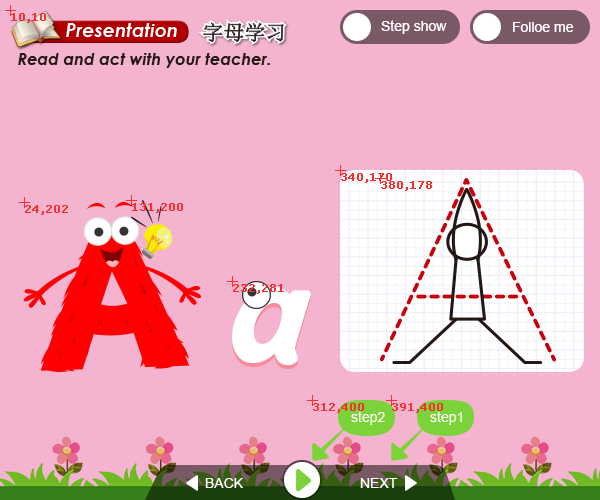 10,10
Presentation 字母学习
Step show
Folloe me
Read and act with your teacher.
340,170
380,178
24,202
131,200
A
232,281
a
312,400
391,400
step2
step1
BACK
NEXT